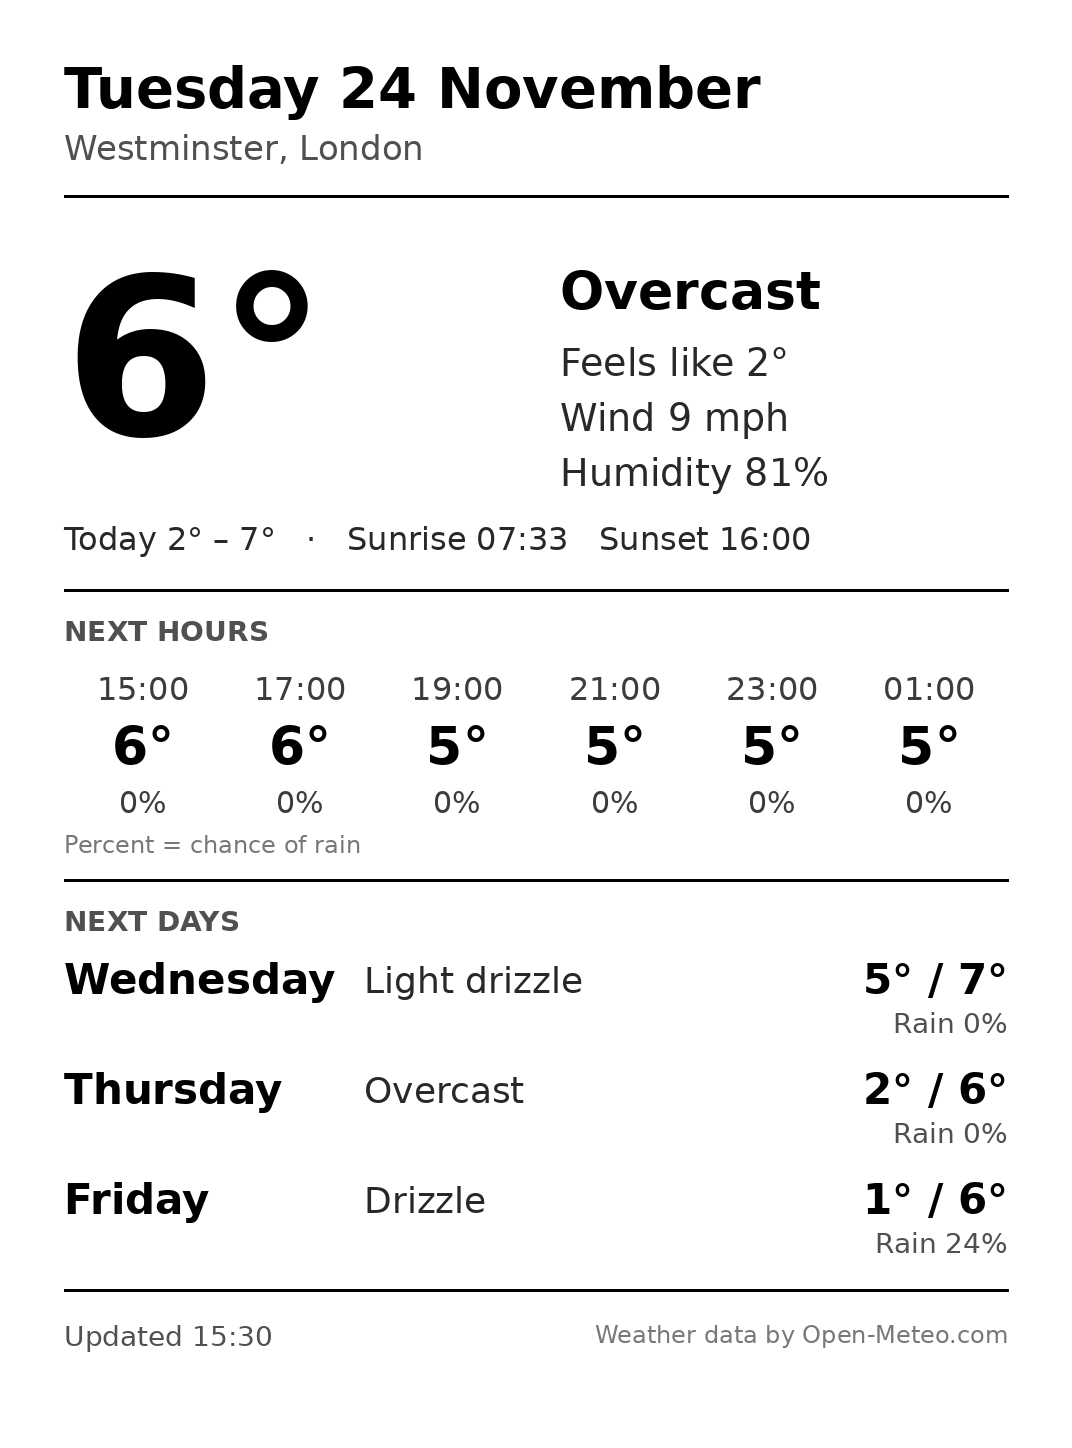 Tuesday 24 November
Westminster, London
6°
Overcast
Feels like 2°
Wind 9 mph
Humidity 81%
Today 2° – 7° · Sunrise 07:33 Sunset 16:00
NEXT HOURS
15:00 17:00 19:00 21:00 23:00 01:00
6° 6° 5° 5° 5° 5°
0% 0% 0% 0% 0% 0%
Percent = chance of rain
NEXT DAYS
Wednesday Light drizzle 5° / 7°
Rain 0%
Thursday Overcast 2° / 6°
Rain 0%
Friday Drizzle 1° / 6°
Rain 24%
Updated 15:30 Weather data by Open-Meteo.com